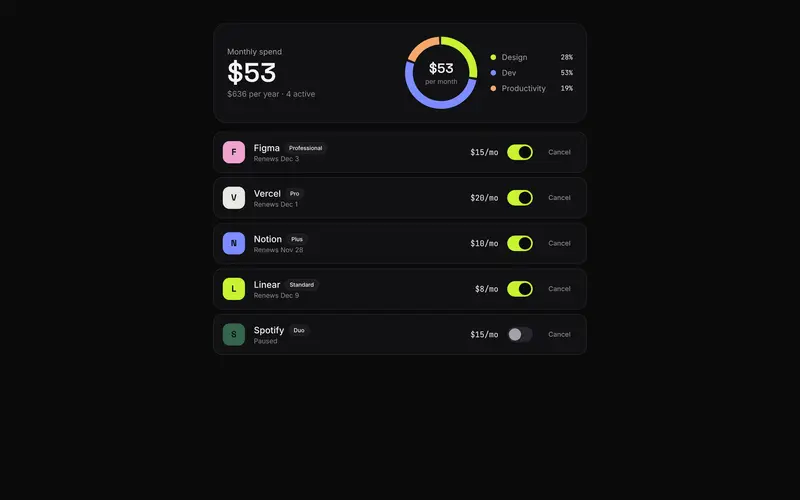 Monthly spend
$53
$636 per year · 4 active
$53
per month
Design 28%
Dev 53%
Productivity 19%
F Figma Professional $15/mo Cancel
Renews Dec 3
V Vercel Pro $20/mo Cancel
Renews Dec 1
N Notion Plus $10/mo Cancel
Renews Nov 28
L Linear Standard $8/mo Cancel
Renews Dec 9
S Spotify Duo $15/mo Cancel
Paused